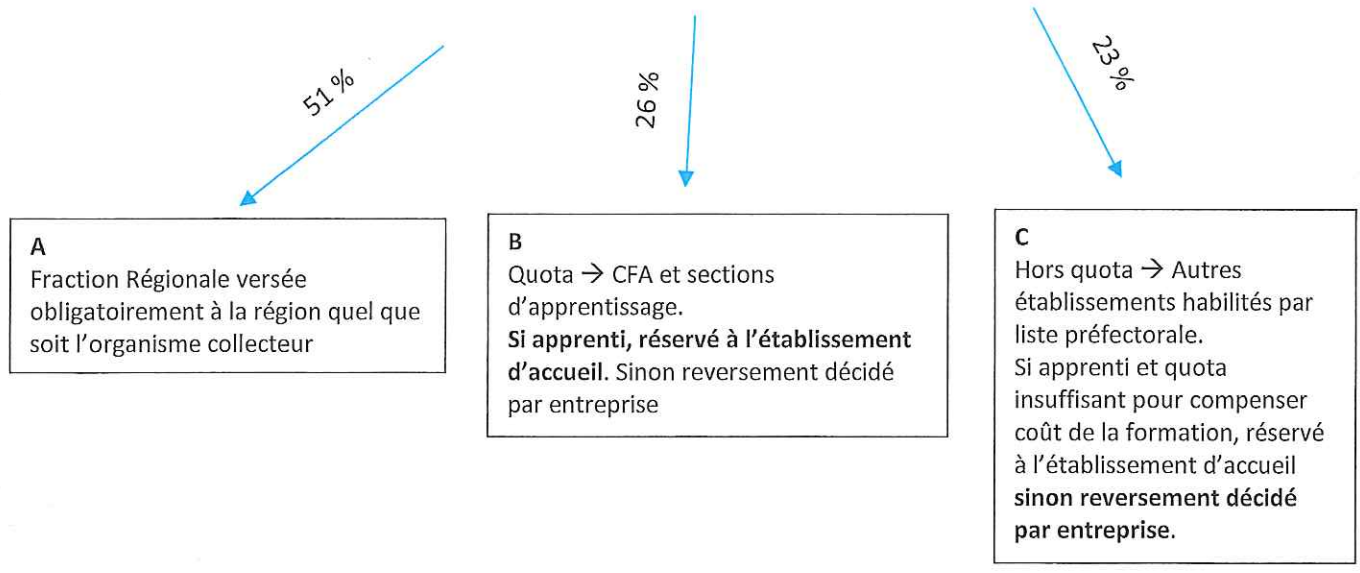 51 %
26 %
23 %
A
Fraction Régionale versée
obligatoirement à la région quel que
soit l'organisme collecteur
B
Quota → CFA et sections
d'apprentissage.
Si apprenti, réservé à l'établissement
d'accueil. Sinon reversement décidé
par entreprise
C
Hors quota → Autres
établissements habilités par
liste préfectorale.
Si apprenti et quota
insuffisant pour compenser
coût de la formation, réservé
à l'établissement d'accueil
sinon reversement décidé
par entreprise.